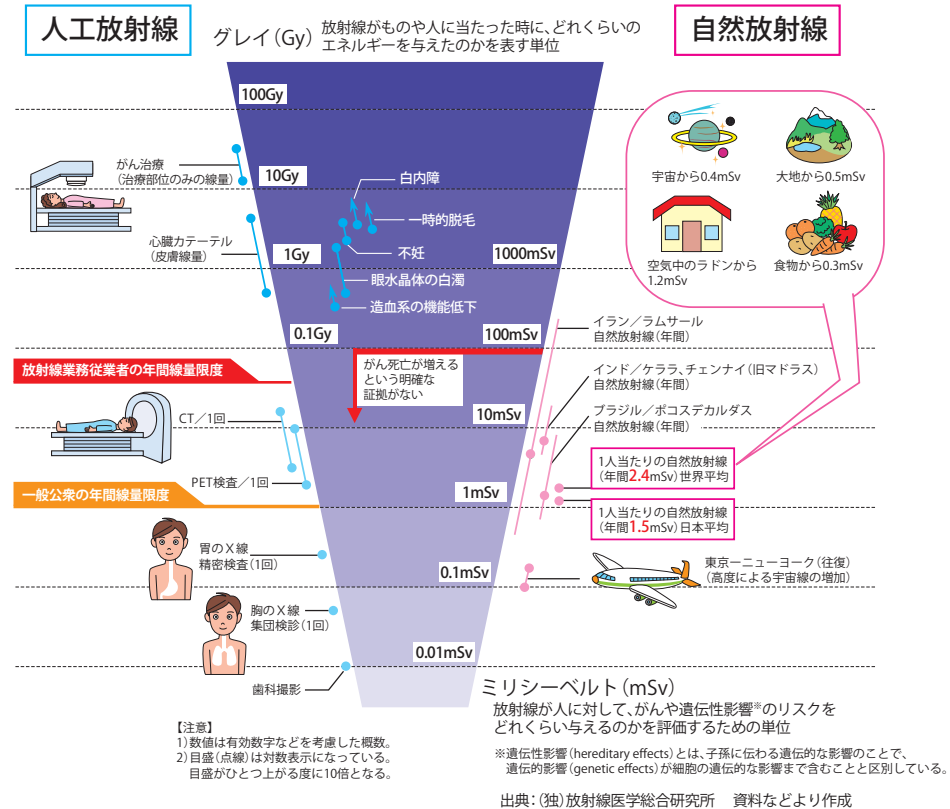 人工放射線
グレイ(Gy)
放射線がものや人に当たった時に、どれくらいの
エネルギーを与えたのかを表す単位
自然放射線
100Gy
がん治療
(治療部位のみの線量)
10Gy
心臓カテーテル
(皮膚線量)
1Gy
白内障
一時的脱毛
不妊
1000mSv
眼水晶体の白濁
造血系の機能低下
0.1Gy
100mSv
宇宙から0.4mSv
大地から0.5mSv
空気中のラドンから
1.2mSv
食物から0.3mSv
イラン/ラムサール
自然放射線(年間)
放射線業務従業者の年間線量限度
がん死亡が増える
という明確な
証拠がない
インド/ケララ、チェンナイ(旧マドラス)
自然放射線(年間)
10mSv
ブラジル/ポコスデカルダス
自然放射線(年間)
CT/1回
PET検査/1回
1人当たりの自然放射線
(年間2.4mSv)世界平均
一般公衆の年間線量限度
1mSv
1人当たりの自然放射線
(年間1.5mSv)日本平均
胃のX線
精密検査(1回)
0.1mSv
東京ーニューヨーク(往復)
(高度による宇宙線の増加)
胸のX線
集団検診(1回)
0.01mSv
歯科撮影
ミリシーベルト(mSv)
放射線が人に対して、がんや遺伝性影響※のリスクを
どれくらい与えるのかを評価するための単位
【注意】
1)数値は有効数字などを考慮した概数。
2)目盛(点線)は対数表示になっている。
目盛がひとつ上がる度に10倍となる。
※遺伝性影響(hereditary effects)とは、子孫に伝わる遺伝的な影響のことで、
遺伝的影響(genetic effects)が細胞の遺伝的な影響まで含むことと区別している。
出典:(独)放射線医学総合研究所 資料などより作成